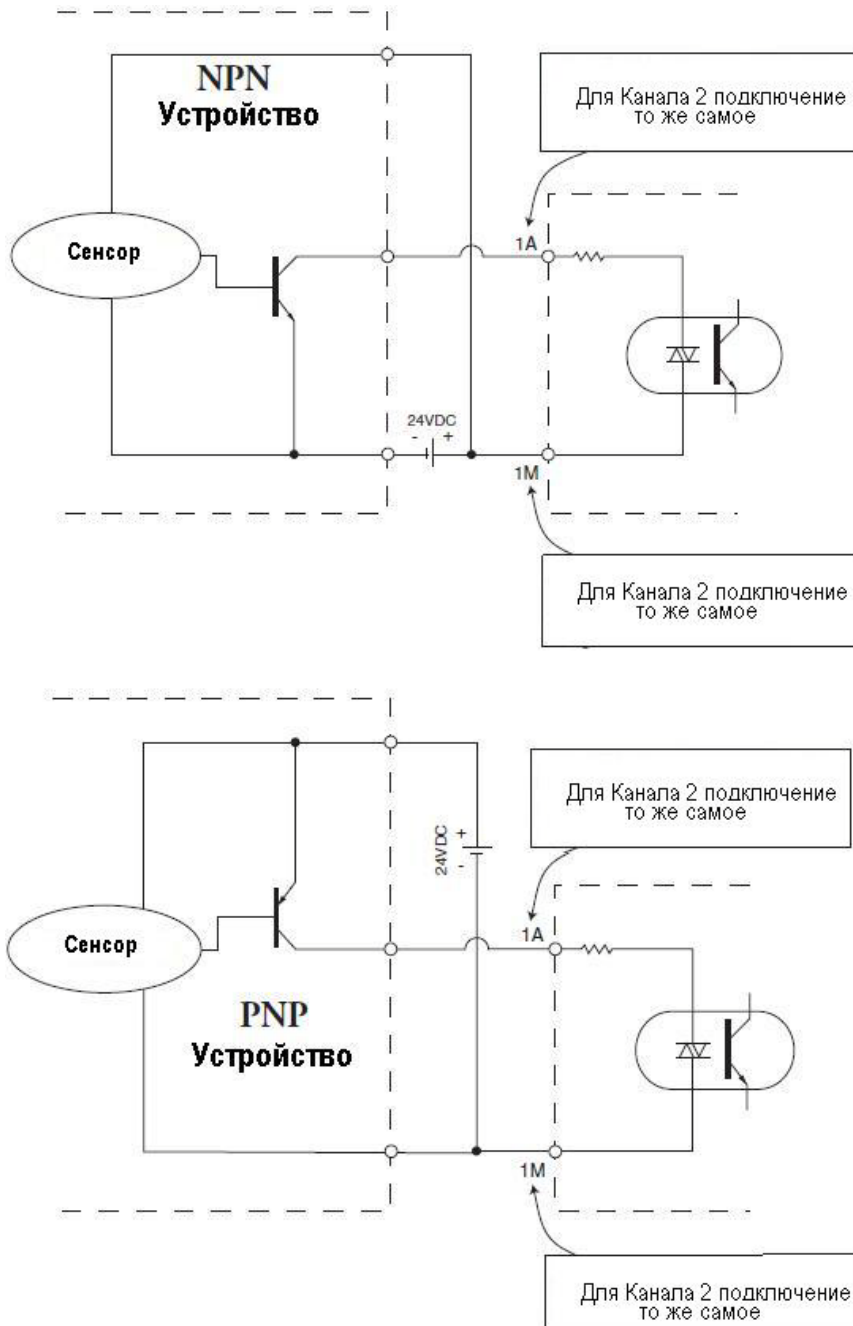 NPN
Устройство
Для Канала 2 подключение
то же самое
1A
Сенсор
24VDC
- +
1M
Для Канала 2 подключение
то же самое
Для Канала 2 подключение
то же самое
24VDC
+
-
1A
Сенсор
PNP
Устройство
1M
Для Канала 2 подключение
то же самое